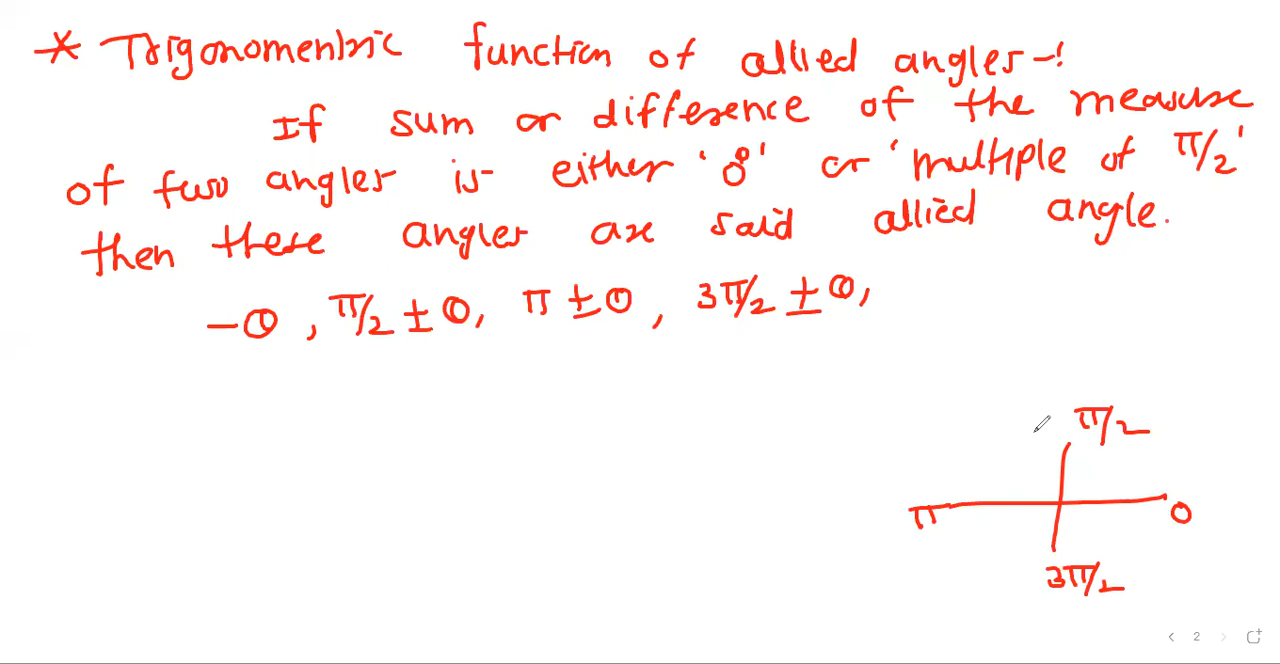 * Trigonomentric function of allied angles -!
If sum or difference of the measure
of two angles is either '0' or 'multiple of π/2'
then these angles are said allied angle.
-θ, π/2 ± θ, π ± θ, 3π/2 ± θ,
π/2
π 0
3π/2
2